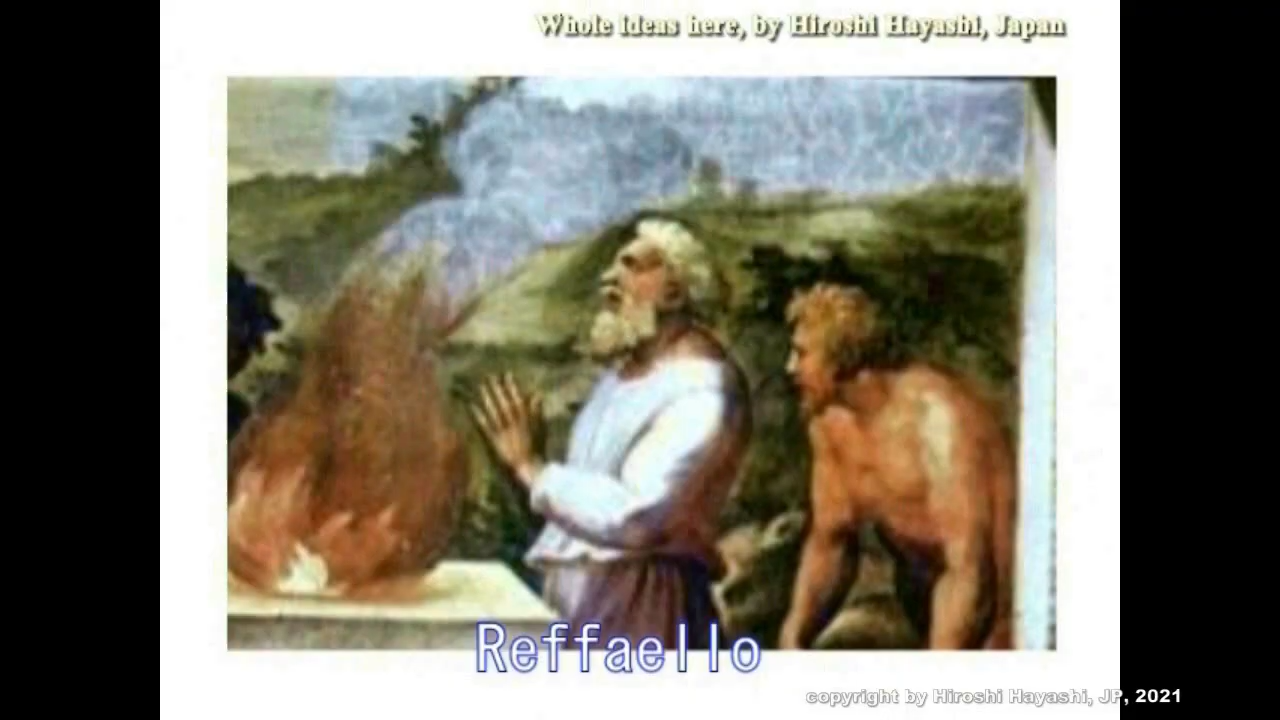 Whole Ideas here, by Hiroshi Hayashi, Japan
Reffaello
copyright by Hiroshi Hayashi, JP, 2021